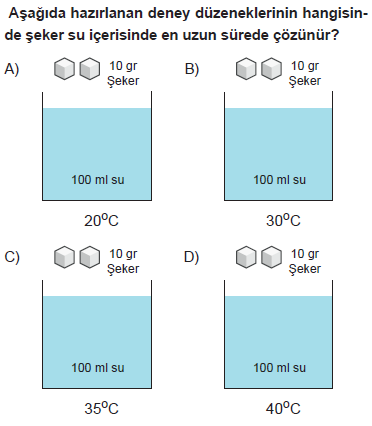 Aşağıda hazırlanan deney düzeneklerinin hangisin-
de şeker su içerisinde en uzun sürede çözünür?
A) 10 gr Şeker
100 ml su
20°C
B) 10 gr Şeker
100 ml su
30°C
C) 10 gr Şeker
100 ml su
35°C
D) 10 gr Şeker
100 ml su
40°C